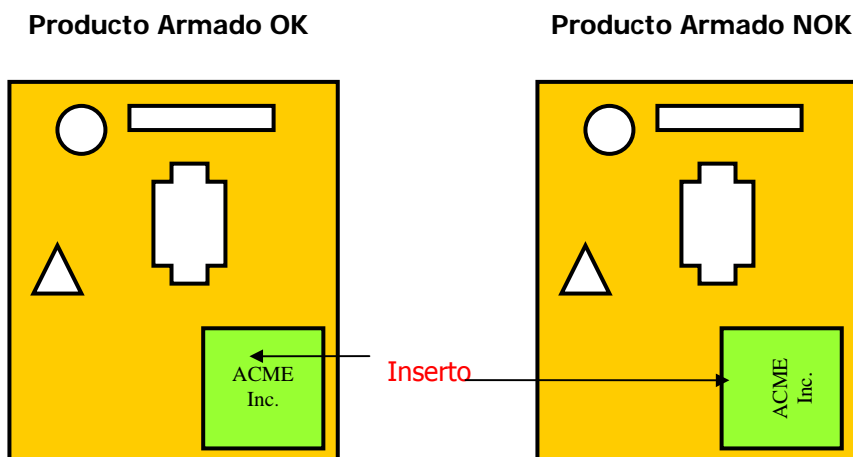 Producto Armado OK
Producto Armado NOK
ACME
Inc.
Inserto
ACME
Inc.